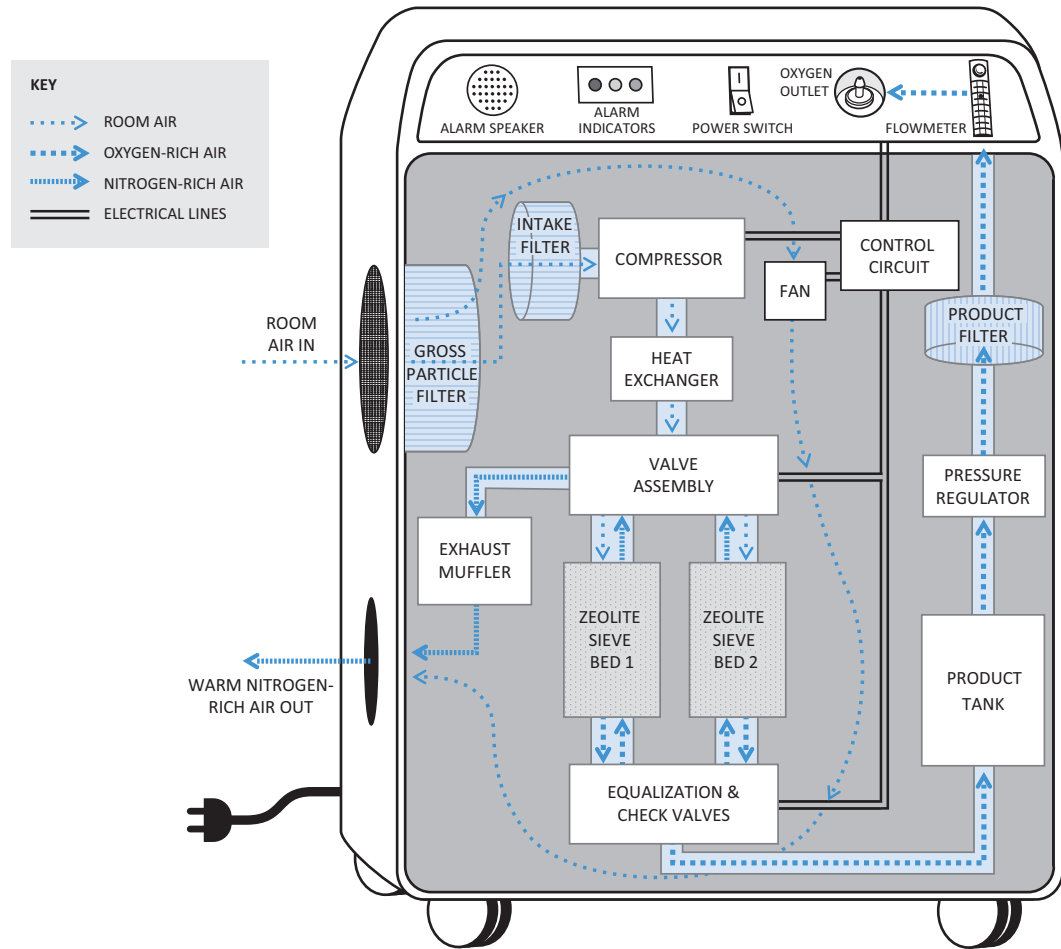 KEY
ROOM AIR
OXYGEN-RICH AIR
NITROGEN-RICH AIR
ELECTRICAL LINES
ALARM SPEAKER
ALARM
INDICATORS
POWER SWITCH
OXYGEN
OUTLET
FLOWMETER
ROOM
AIR IN
GROSS
PARTICLE
FILTER
INTAKE
FILTER
COMPRESSOR
FAN
CONTROL
CIRCUIT
HEAT
EXCHANGER
PRODUCT
FILTER
VALVE
ASSEMBLY
PRESSURE
REGULATOR
EXHAUST
MUFFLER
ZEOLITE
SIEVE
BED 1
ZEOLITE
SIEVE
BED 2
WARM NITROGEN-
RICH AIR OUT
PRODUCT
TANK
EQUALIZATION &
CHECK VALVES